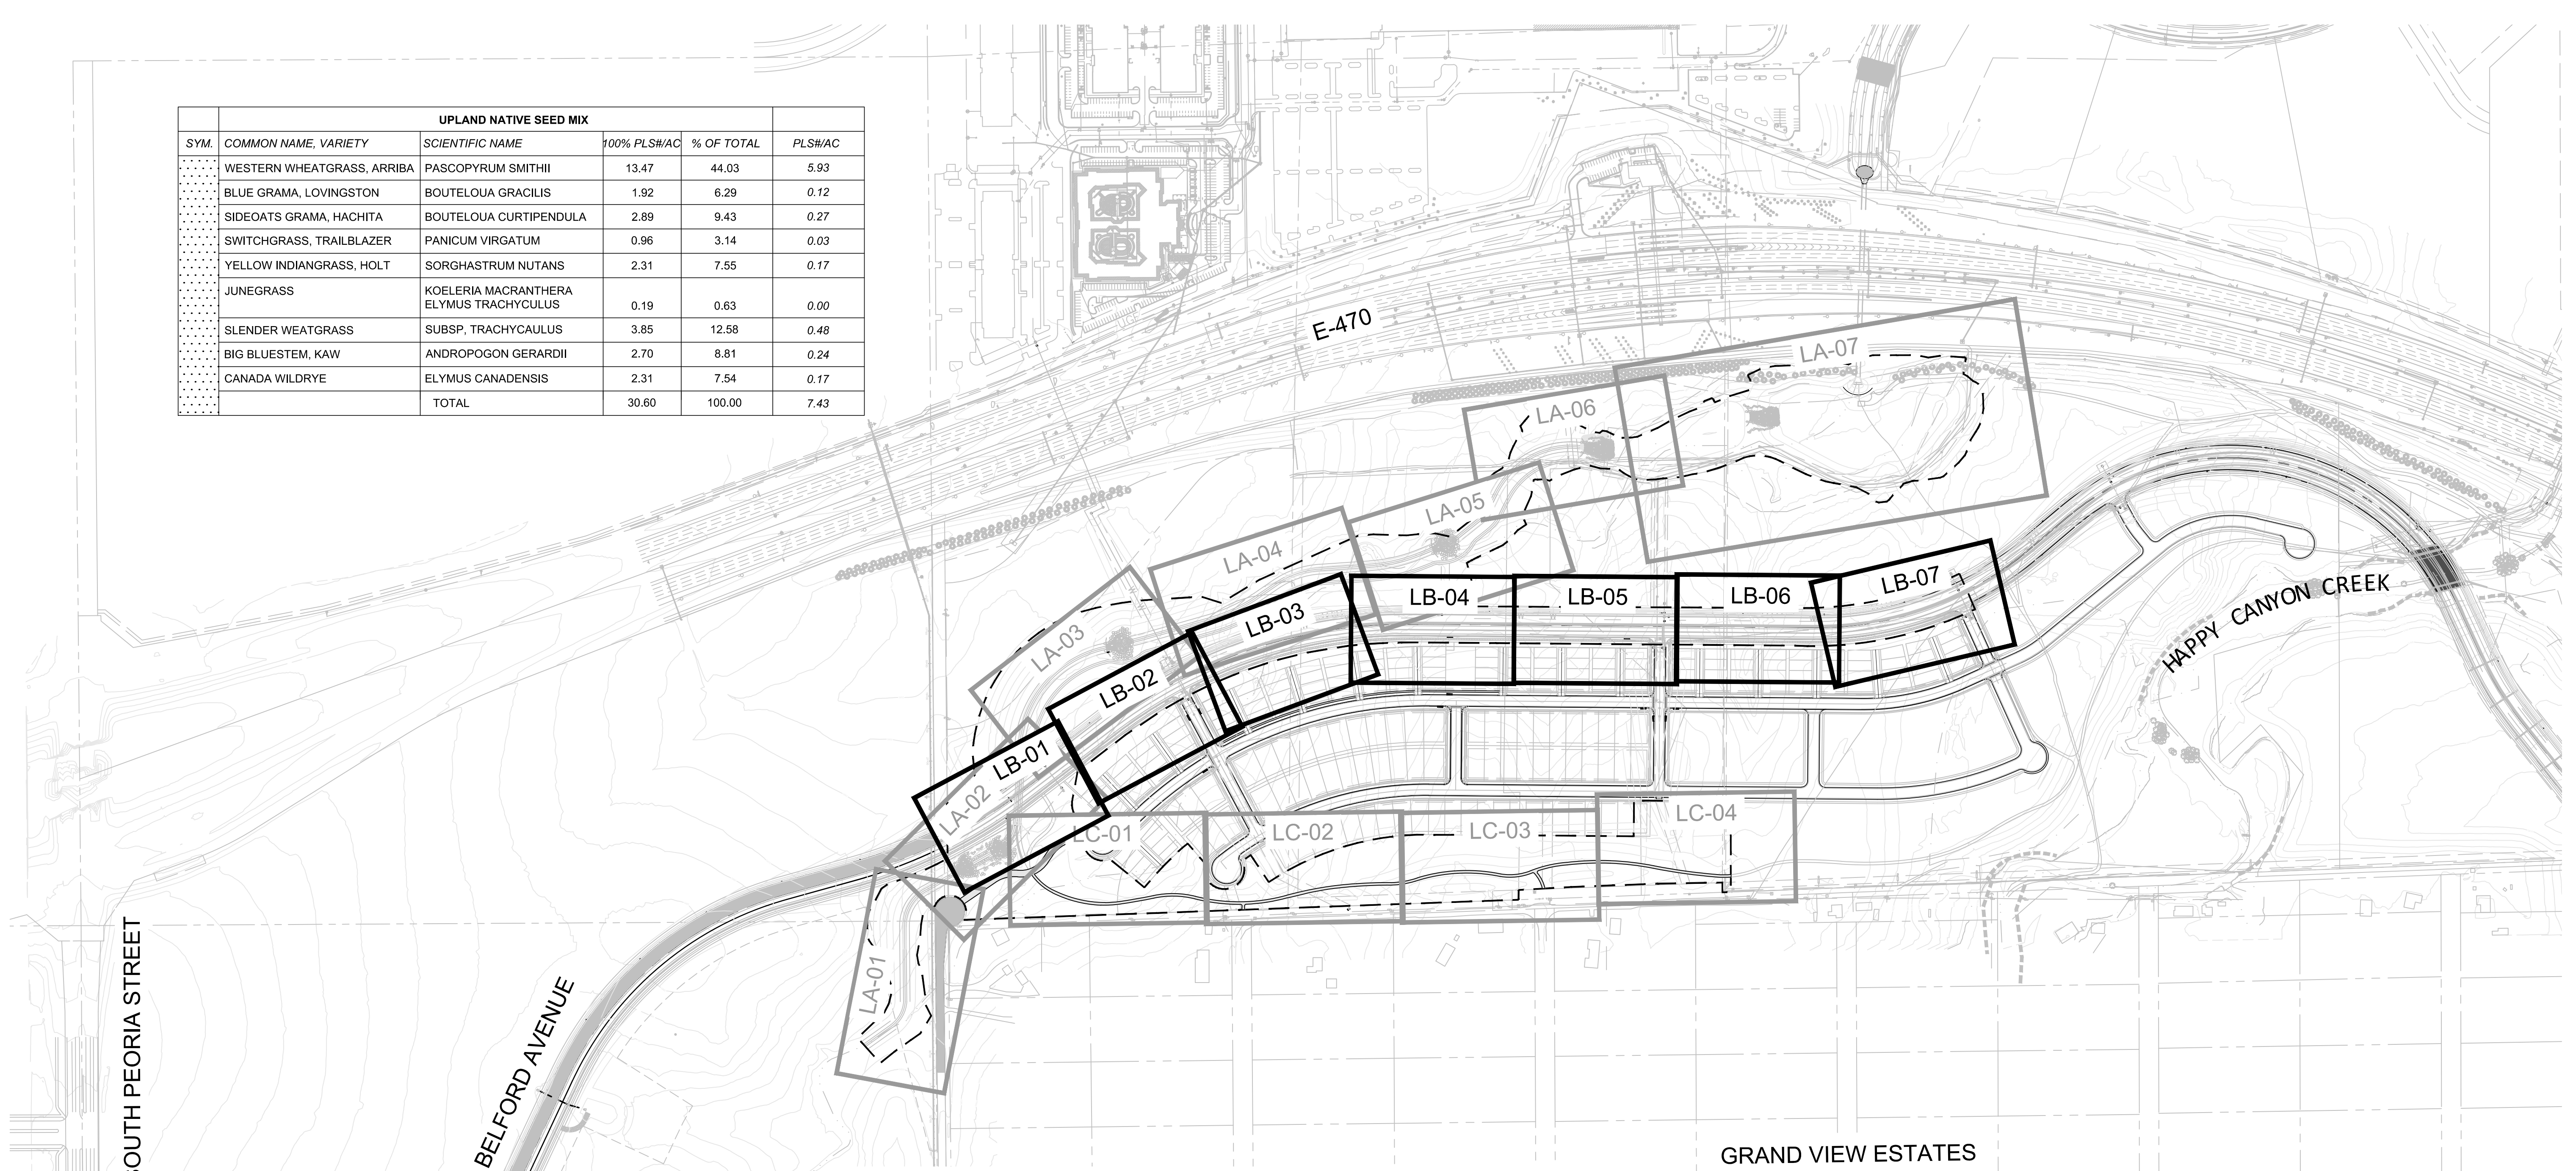 UPLAND NATIVE SEED MIX
SYM. COMMON NAME, VARIETY SCIENTIFIC NAME 100% PLS#/AC % OF TOTAL PLS#/AC
WESTERN WHEATGRASS, ARRIBA PASCOPYRUM SMITHII 13.47 44.03 5.93
BLUE GRAMA, LOVINGSTON BOUTELOUA GRACILIS 1.92 6.29 0.12
SIDEOATS GRAMA, HACHITA BOUTELOUA CURTIPENDULA 2.89 9.43 0.27
SWITCHGRASS, TRAILBLAZER PANICUM VIRGATUM 0.96 3.14 0.03
YELLOW INDIANGRASS, HOLT SORGHASTRUM NUTANS 2.31 7.55 0.17
JUNEGRASS KOELERIA MACRANTHERA
ELYMUS TRACHYCULUS 0.19 0.63 0.00
SLENDER WEATGRASS SUBSP, TRACHYCAULUS 3.85 12.58 0.48
BIG BLUESTEM, KAW ANDROPOGON GERARDII 2.70 8.81 0.24
CANADA WILDRYE ELYMUS CANADENSIS 2.31 7.54 0.17
TOTAL 30.60 100.00 7.43
E-470
LA-07
LA-06
LA-05
LA-04
LA-03
LB-03
LB-04
LB-05
LB-06
LB-07
HAPPY CANYON CREEK
LB-02
LB-01
LA-02
LC-01
LC-02
LC-03
LC-04
LA-01
SOUTH PEORIA STREET
BELFORD AVENUE
GRAND VIEW ESTATES